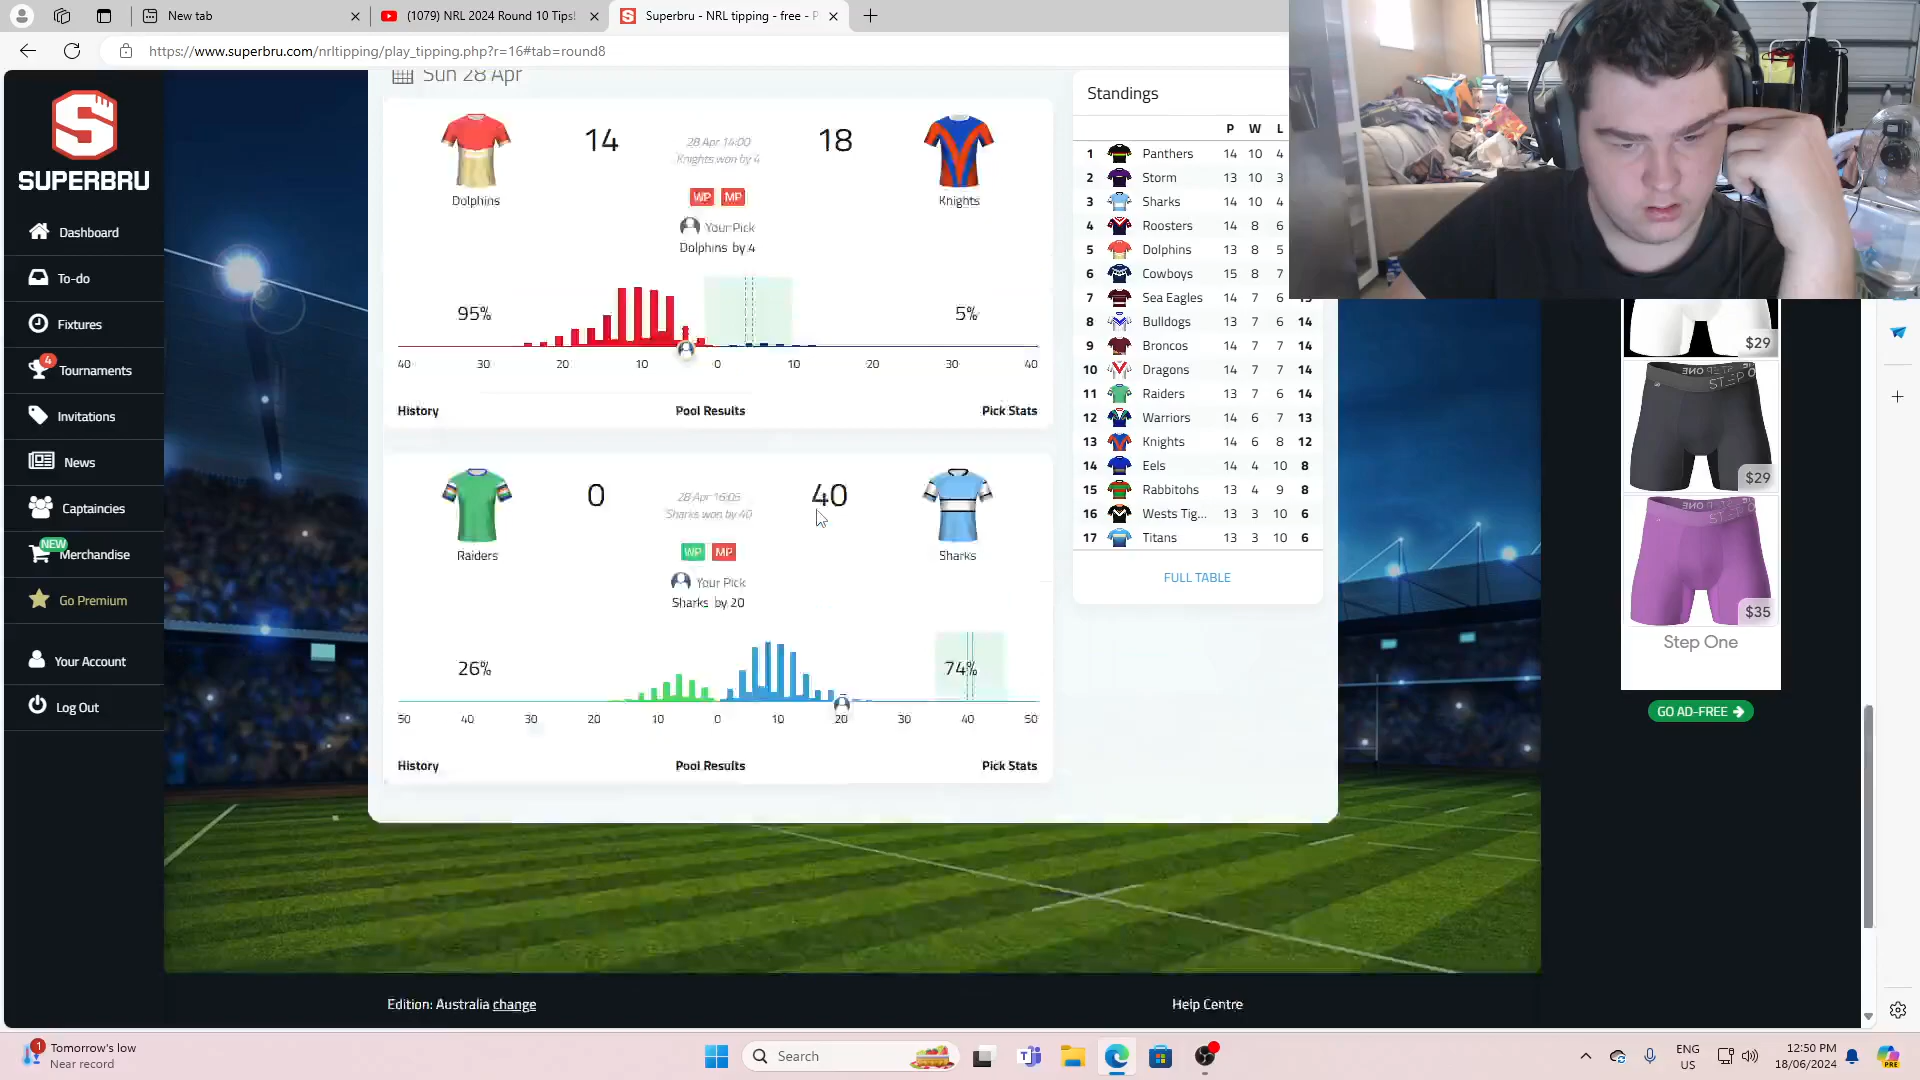 New tab
(1079) NRL 2024 Round 10 Tips!
Superbru - NRL tipping - free - P
https://www.superbru.com/nrltipping/play_tipping.php?r=16#tab=round8
SUPERBRU
Dashboard
To-do
Fixtures
4
Tournaments
Invitations
News
Captaincies
NEW
Merchandise
Go Premium
Your Account
Log Out
Sun 28 Apr
14
28 Apr 14:00
Knights won by 4
18
Dolphins
WP MP
Knights
Your Pick
Dolphins by 4
95%
5%
40 30 20 10 0 10 20 30 40
History
Pool Results
Pick Stats
0
28 Apr 16:05
Sharks won by 40
40
Raiders
WP MP
Sharks
Your Pick
Sharks by 20
26%
74%
50 40 30 20 10 0 10 20 30 40 50
History
Pool Results
Pick Stats
Standings
P W L
1 Panthers 14 10 4
2 Storm 13 10 3
3 Sharks 14 10 4
4 Roosters 14 8 6
5 Dolphins 13 8 5
6 Cowboys 15 8 7
7 Sea Eagles 14 7 6
8 Bulldogs 13 7 6 14
9 Broncos 14 7 7 14
10 Dragons 14 7 7 14
11 Raiders 13 7 6 14
12 Warriors 14 6 7 13
13 Knights 14 6 8 12
14 Eels 14 4 10 8
15 Rabbitohs 13 4 9 8
16 Wests Tig... 13 3 10 6
17 Titans 13 3 10 6
FULL TABLE
$29
$29
$35
Step One
GO AD-FREE
Edition: Australia change
Help Centre
1
Tomorrow's low
Near record
Search
ENG
US
12:50 PM
18/06/2024
PRE